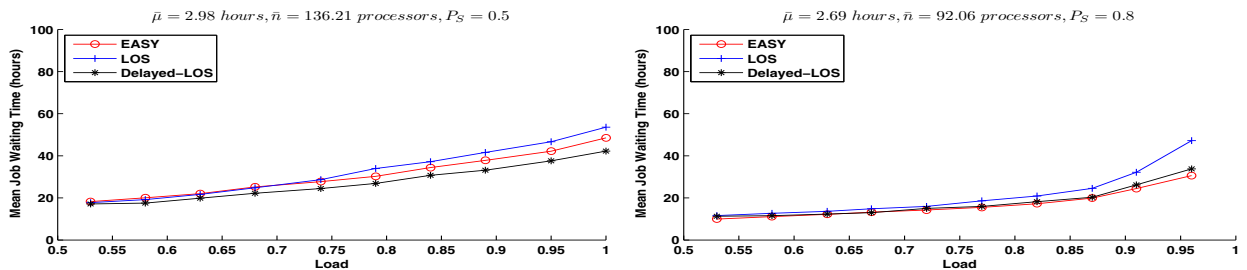 μ̄ = 2.98 hours, n̄ = 136.21 processors, P_S = 0.5
100
80
60
40
20
0
Mean Job Waiting Time (hours)
EASY
LOS
Delayed-LOS
0.5 0.55 0.6 0.65 0.7 0.75 0.8 0.85 0.9 0.95 1
Load
μ̄ = 2.69 hours, n̄ = 92.06 processors, P_S = 0.8
100
80
60
40
20
0
Mean Job Waiting Time (hours)
EASY
LOS
Delayed-LOS
0.5 0.55 0.6 0.65 0.7 0.75 0.8 0.85 0.9 0.95 1
Load